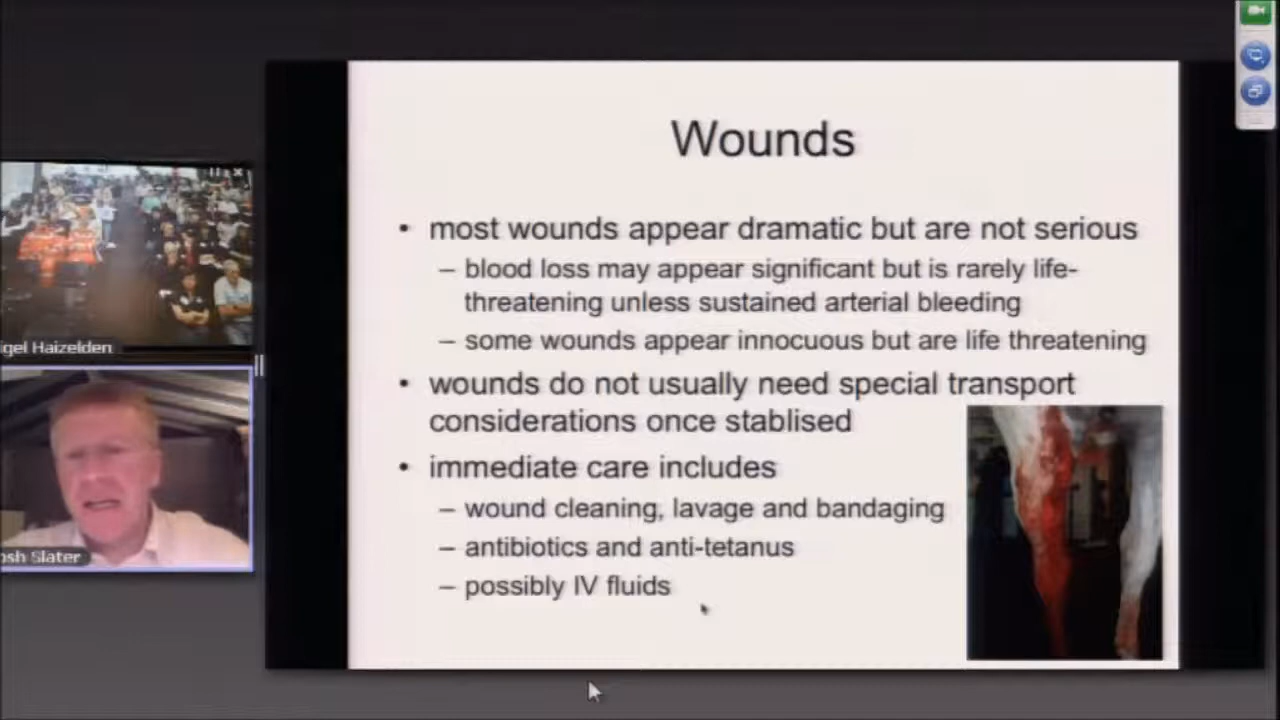 Wounds
• most wounds appear dramatic but are not serious
– blood loss may appear significant but is rarely life-
threatening unless sustained arterial bleeding
– some wounds appear innocuous but are life threatening
• wounds do not usually need special transport
considerations once stablised
• immediate care includes
– wound cleaning, lavage and bandaging
– antibiotics and anti-tetanus
– possibly IV fluids
igel Haizelden
osh Slater